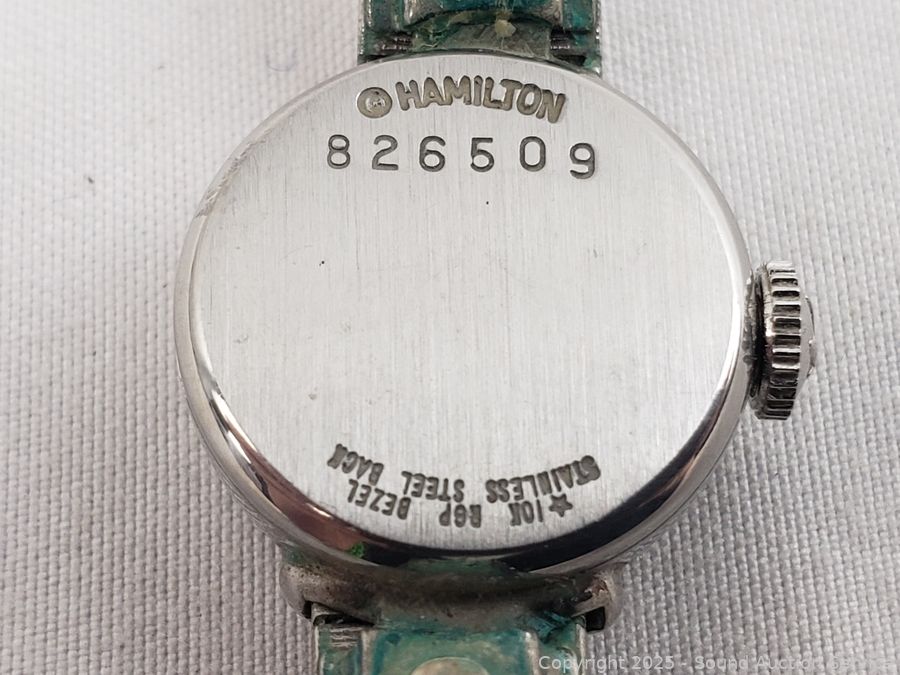 HAMILTON
826509
★10K RGP BEZEL
STAINLESS STEEL BACK
Copyright 2025 - Sound Auction Service